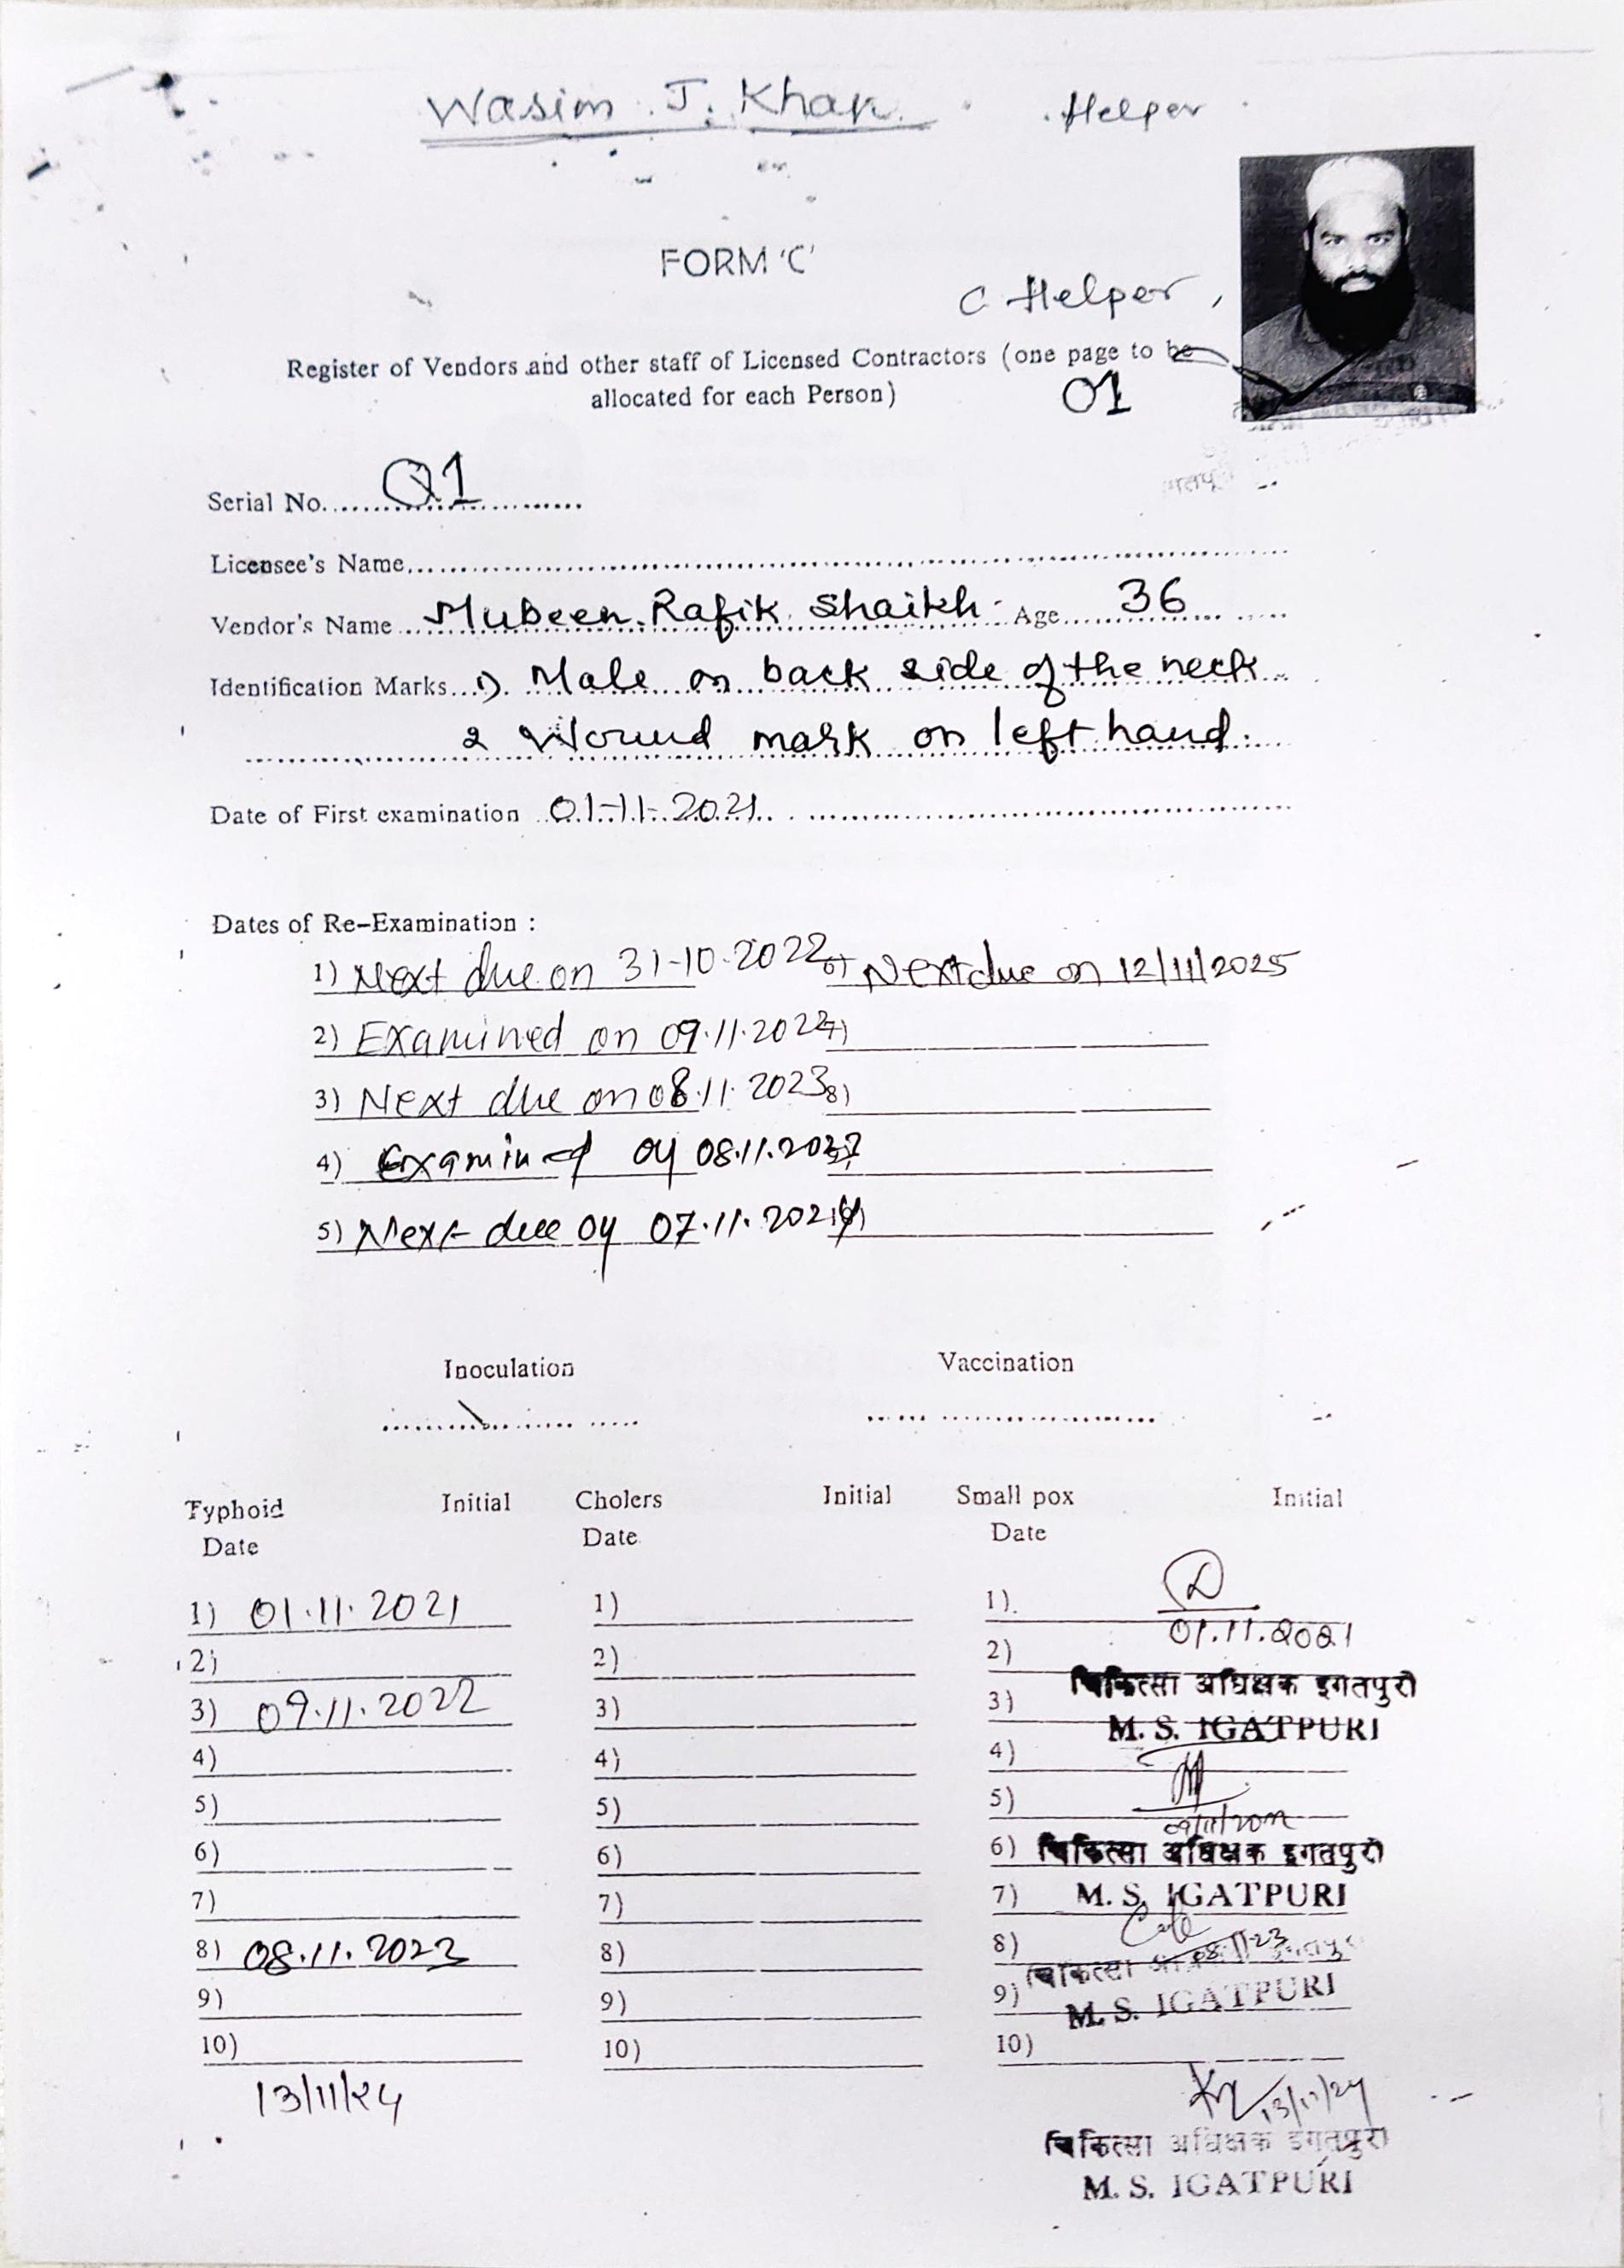 Wasim J. Khan. Helper
FORM 'C'
C Helper,
Register of Vendors and other staff of Licensed Contractors (one page to be
allocated for each Person)
01
Serial No. 01
Licensee's Name
Vendor's Name Mubeen Rafik Shaikh Age 36
Identification Marks 1) Male on back side of the neck
2 Wound mark on left hand.
Date of First examination 01-11-2021
Dates of Re-Examination :
1) Next due on 31-10-2022 6) Next due on 12/11/2025
2) Examined on 09.11.2022 7)
3) Next due on 08.11.2023 8)
4) Examined on 08.11.2023
5) Next due on 07.11.2024
Inoculation Vaccination
Typhoid Initial Cholers Initial Small pox Initial
Date Date Date
1) 01.11.2021 1) 1)
01.11.2021
2) 2) 2)
चिकित्सा अधिक्षक इगतपुरी
3) 09.11.2022 3) 3)
M. S. IGATPURI
4) 4) 4)
5) 5) 5)
09/11/2022
6) 6) 6) चिकित्सा अधिक्षक इगतपुरी
7) 7) 7) M. S. IGATPURI
8) 08.11.2023 8) 8)
08/11/23
चिकित्सा
9) 9) 9) M. S. IGATPURI
10) 10) 10)
13/11/24 13/11/24
चिकित्सा अधिक्षक इगतपुरी
M. S. IGATPURI